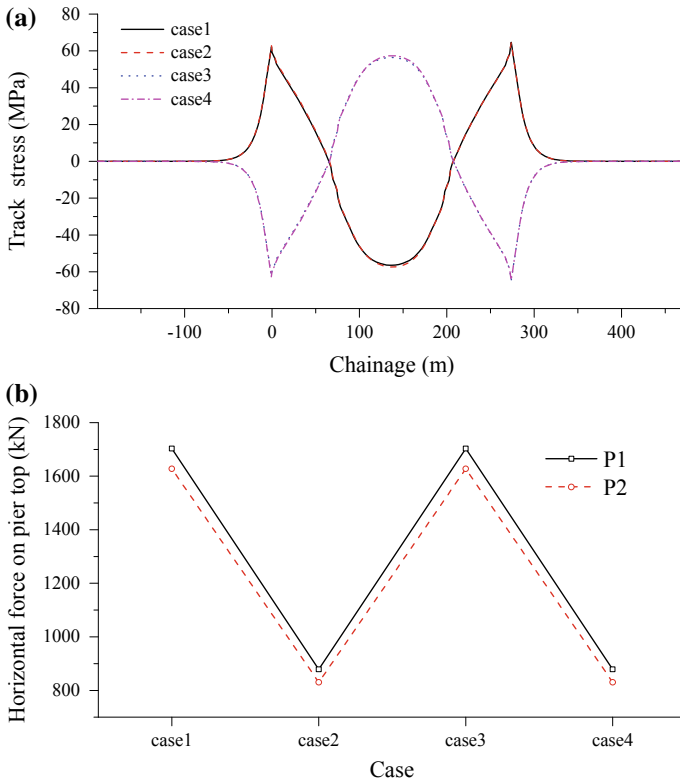 (a)
case1
case2
case3
case4
Track stress (MPa)
80
60
40
20
0
-20
-40
-60
-80
-100
0
100
200
300
400
Chainage (m)
(b)
Horizontal force on pier top (kN)
1800
1600
1400
1200
1000
800
P1
P2
case1
case2
case3
case4
Case